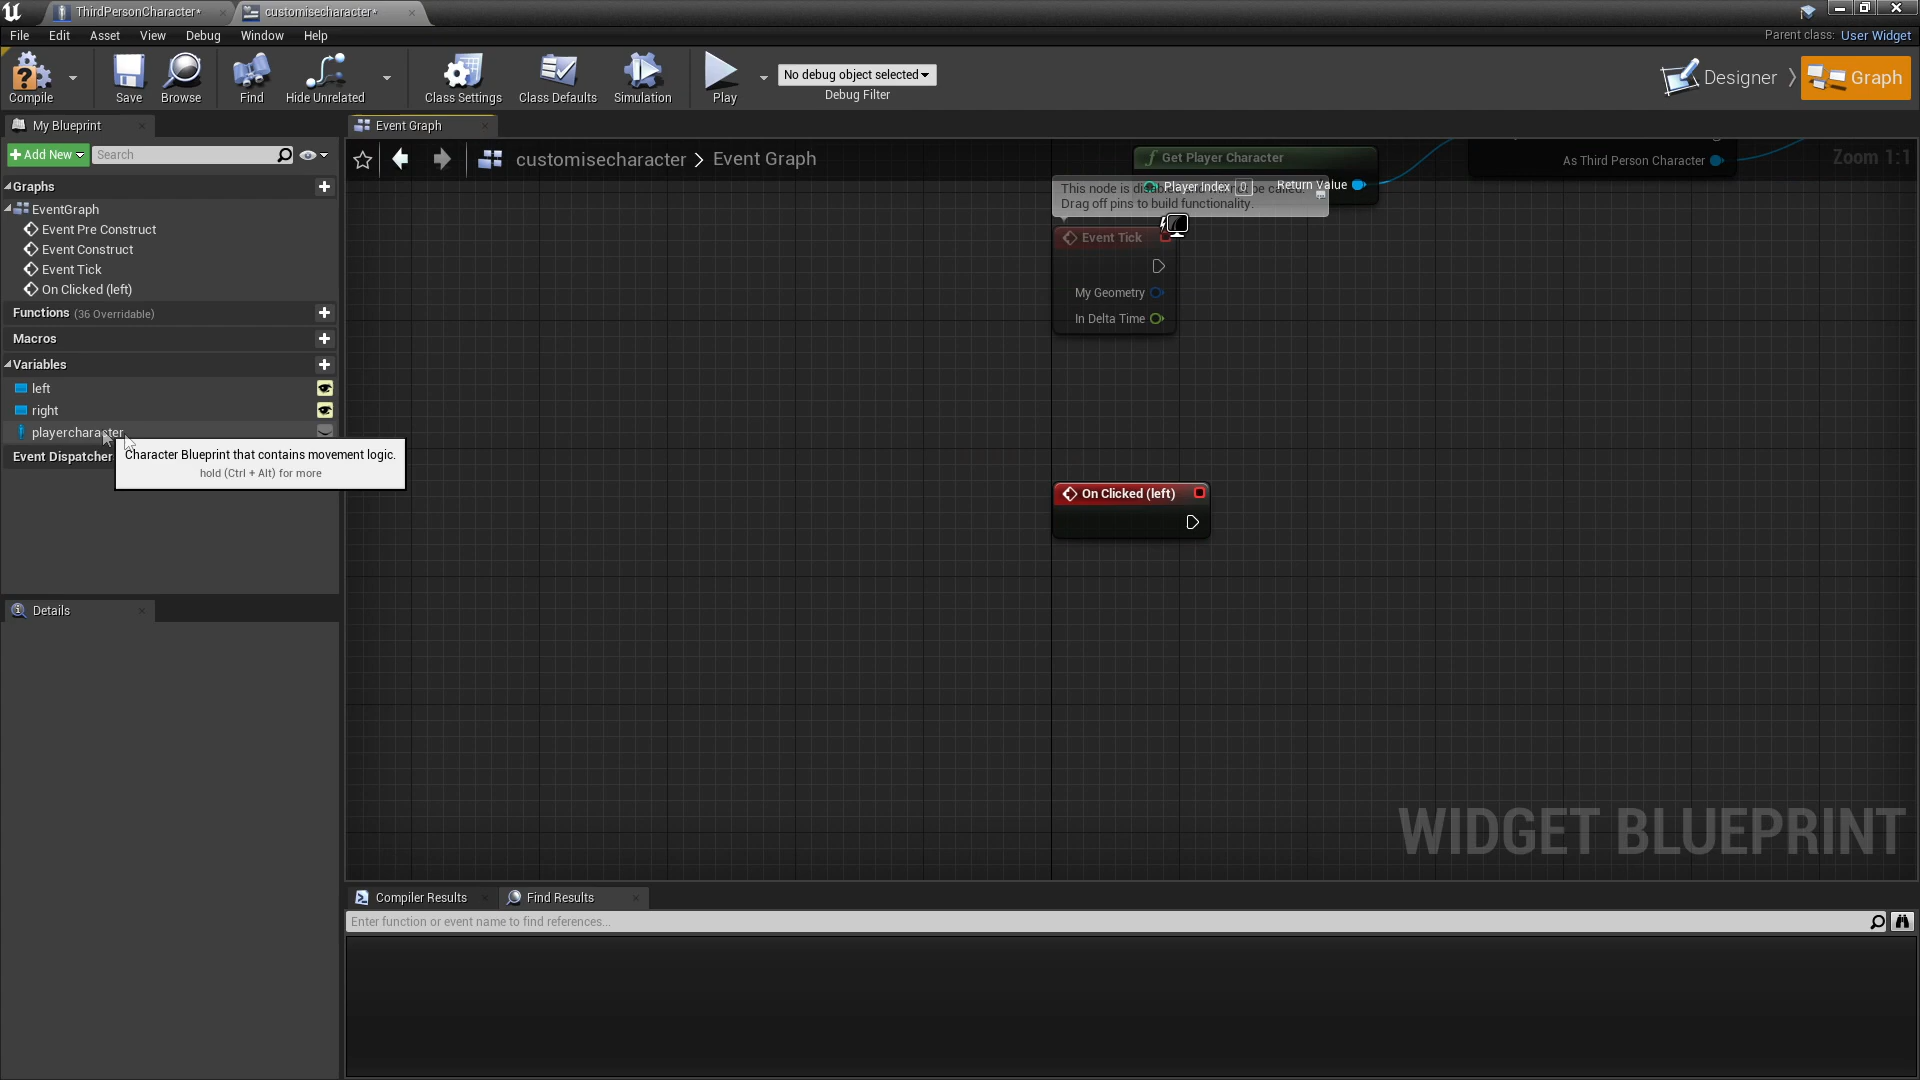 ThirdPersonCharacter*
customisecharacter*
File Edit Asset View Debug Window Help
Parent class: User Widget
Compile
Save
Browse
Find
Hide Unrelated
Class Settings
Class Defaults
Simulation
Play
No debug object selected
Debug Filter
Designer
Graph
My Blueprint
Event Graph
Add New
Search
customisecharacter > Event Graph
Zoom 1:1
Graphs
EventGraph
Event Pre Construct
Event Construct
Event Tick
On Clicked (left)
Functions (36 Overridable)
Macros
Variables
left
right
playercharacter
Event Dispatcher
Character Blueprint that contains movement logic.
hold (Ctrl + Alt) for more
Details
Get Player Character
Player Index 0
Return Value
As Third Person Character
This node is be called.
Drag off pins to build functionality.
Event Tick
My Geometry
In Delta Time
On Clicked (left)
WIDGET BLUEPRINT
Compiler Results
Find Results
Enter function or event name to find references...